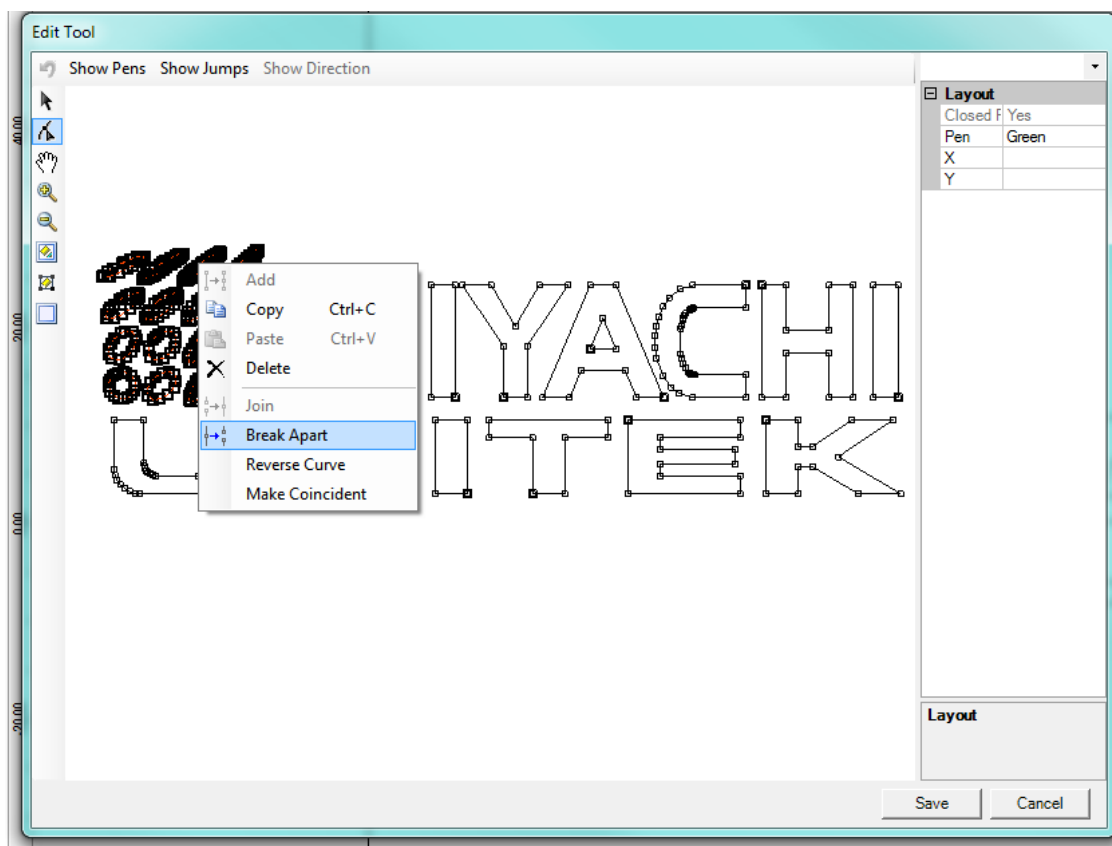 Edit Tool
Show Pens Show Jumps Show Direction
Layout
Closed F Yes
Pen Green
X
Y
40.00
20.00
0.00
-20.00
IYACHI
U ITEK
Add
Copy Ctrl+C
Paste Ctrl+V
Delete
Join
Break Apart
Reverse Curve
Make Coincident
Layout
Save Cancel